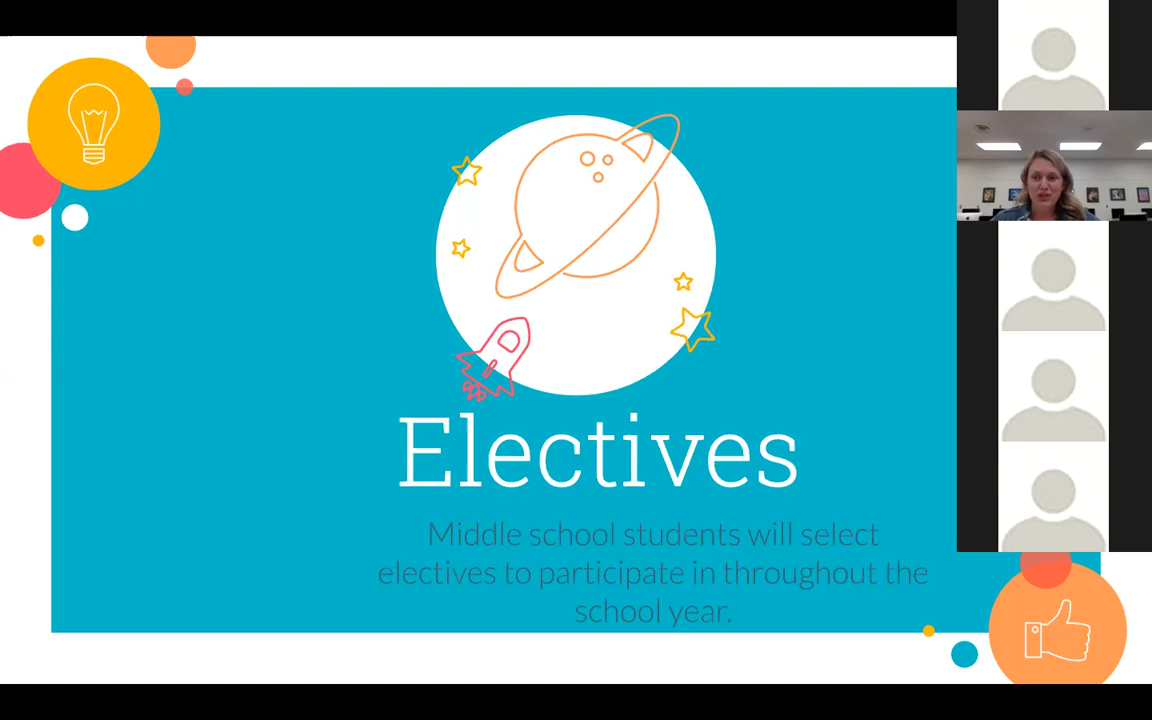 Electives
Middle school students will select
electives to participate in throughout the
school year.